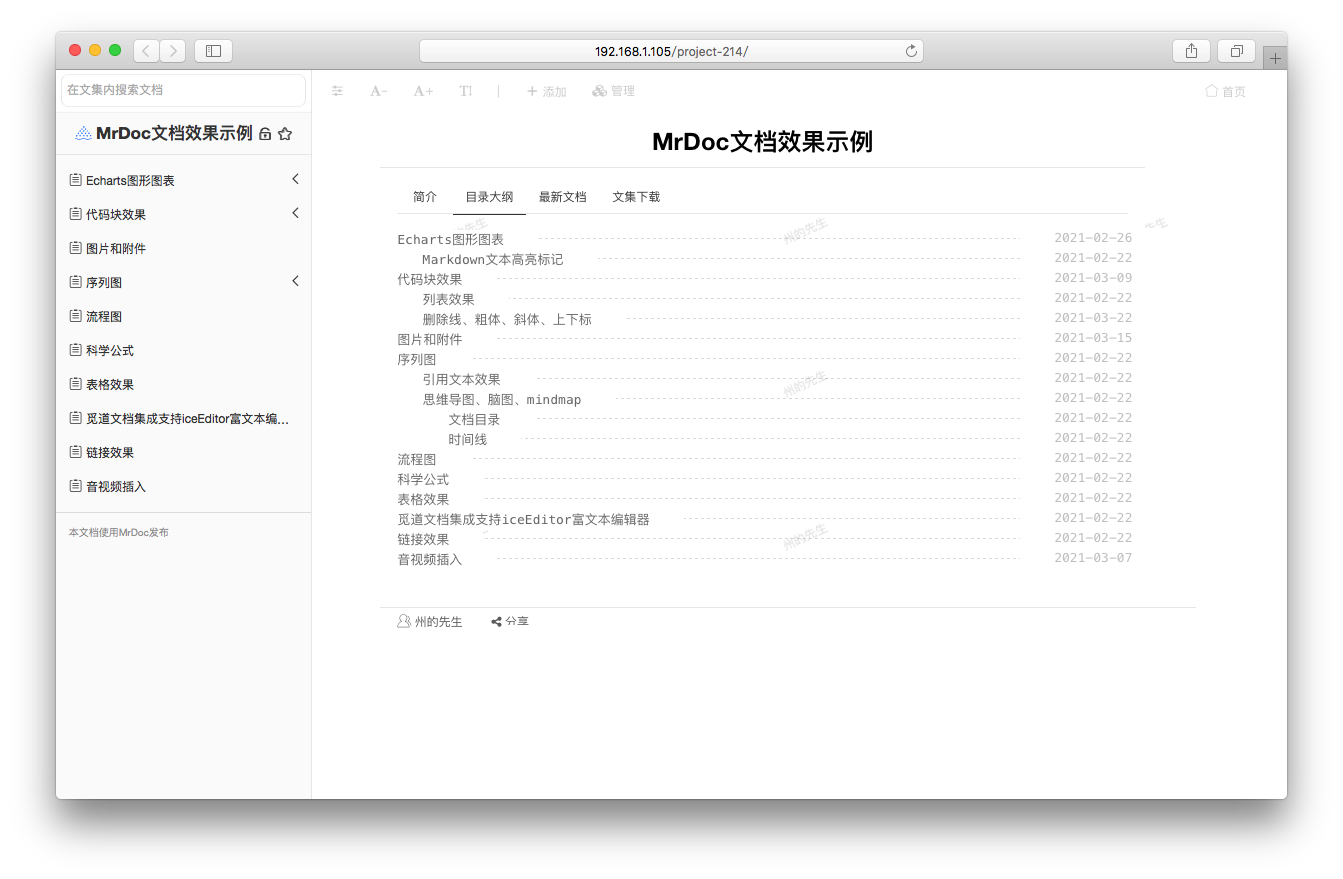 192.168.1.105/project-214/
在文集内搜索文档
A- A+ TI | + 添加 管理 首页
MrDoc文档效果示例
Echarts图形图表
代码块效果
图片和附件
序列图
流程图
科学公式
表格效果
觅道文档集成支持iceEditor富文本编...
链接效果
音视频插入
本文档使用MrDoc发布
MrDoc文档效果示例
简介 目录大纲 最新文档 文集下载
州的先生 州的先生 州的先生
Echarts图形图表 2021-02-26
Markdown文本高亮标记 2021-02-22
代码块效果 2021-03-09
列表效果 2021-02-22
删除线、粗体、斜体、上下标 2021-03-22
图片和附件 2021-03-15
序列图 2021-02-22
引用文本效果 2021-02-22
思维导图、脑图、mindmap 2021-02-22
文档目录 2021-02-22
时间线 2021-02-22
流程图 2021-02-22
科学公式 2021-02-22
表格效果 2021-02-22
觅道文档集成支持iceEditor富文本编辑器 2021-02-22
链接效果 2021-02-22
音视频插入 2021-03-07
州的先生 分享